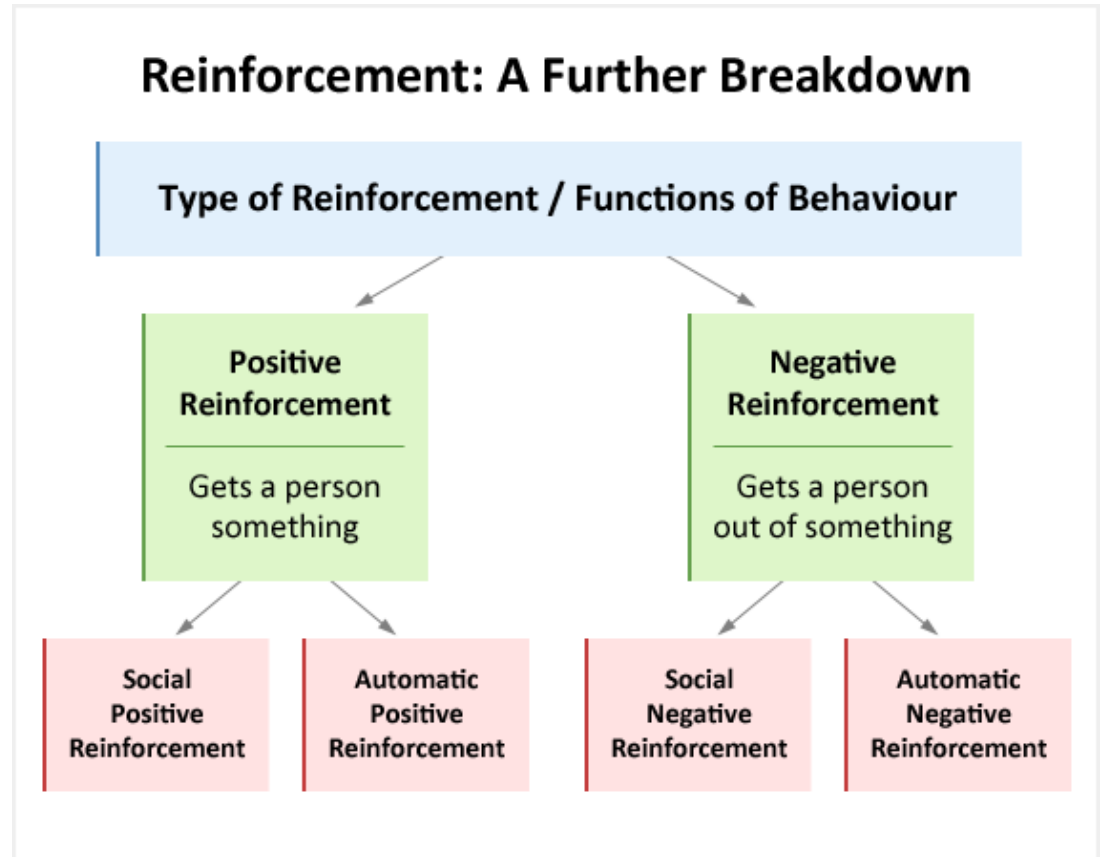 Reinforcement: A Further Breakdown
Type of Reinforcement / Functions of Behaviour
Positive
Reinforcement
Gets a person
something
Negative
Reinforcement
Gets a person
out of something
Social
Positive
Reinforcement
Automatic
Positive
Reinforcement
Social
Negative
Reinforcement
Automatic
Negative
Reinforcement